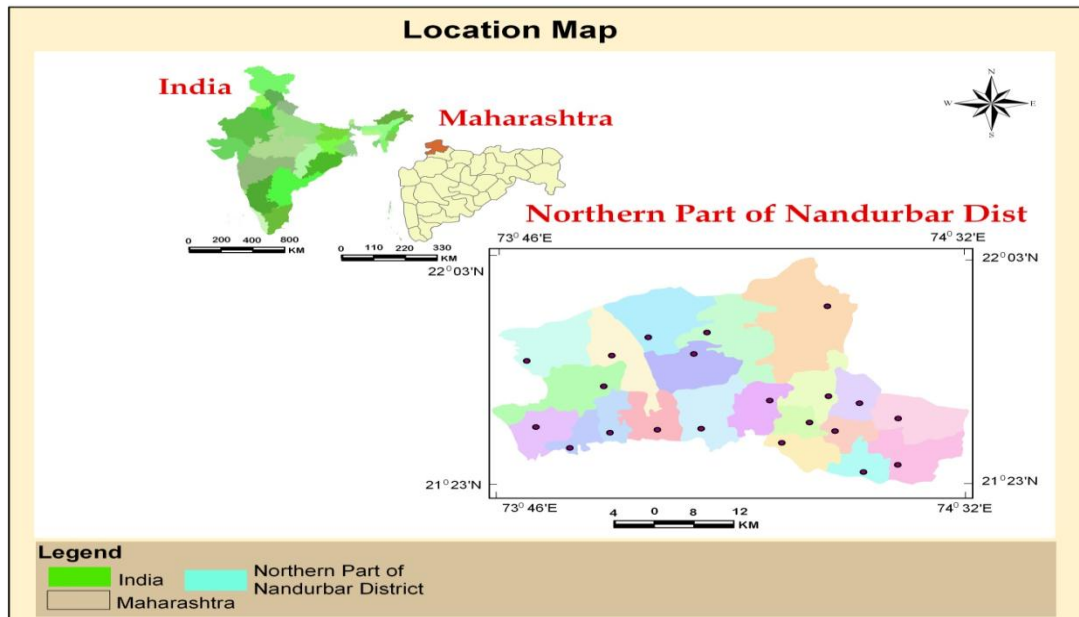 Location Map
India
Maharashtra
N
W
E
S
0 200 400 800
KM
0 110 220 330
KM
Northern Part of Nandurbar Dist
73⁰ 46'E
74⁰ 32'E
22⁰ 03'N
22⁰ 03'N
21⁰ 23'N
21⁰ 23'N
73⁰ 46'E
74⁰ 32'E
4 0 8 12
KM
Legend
India
Maharashtra
Northern Part of
Nandurbar District